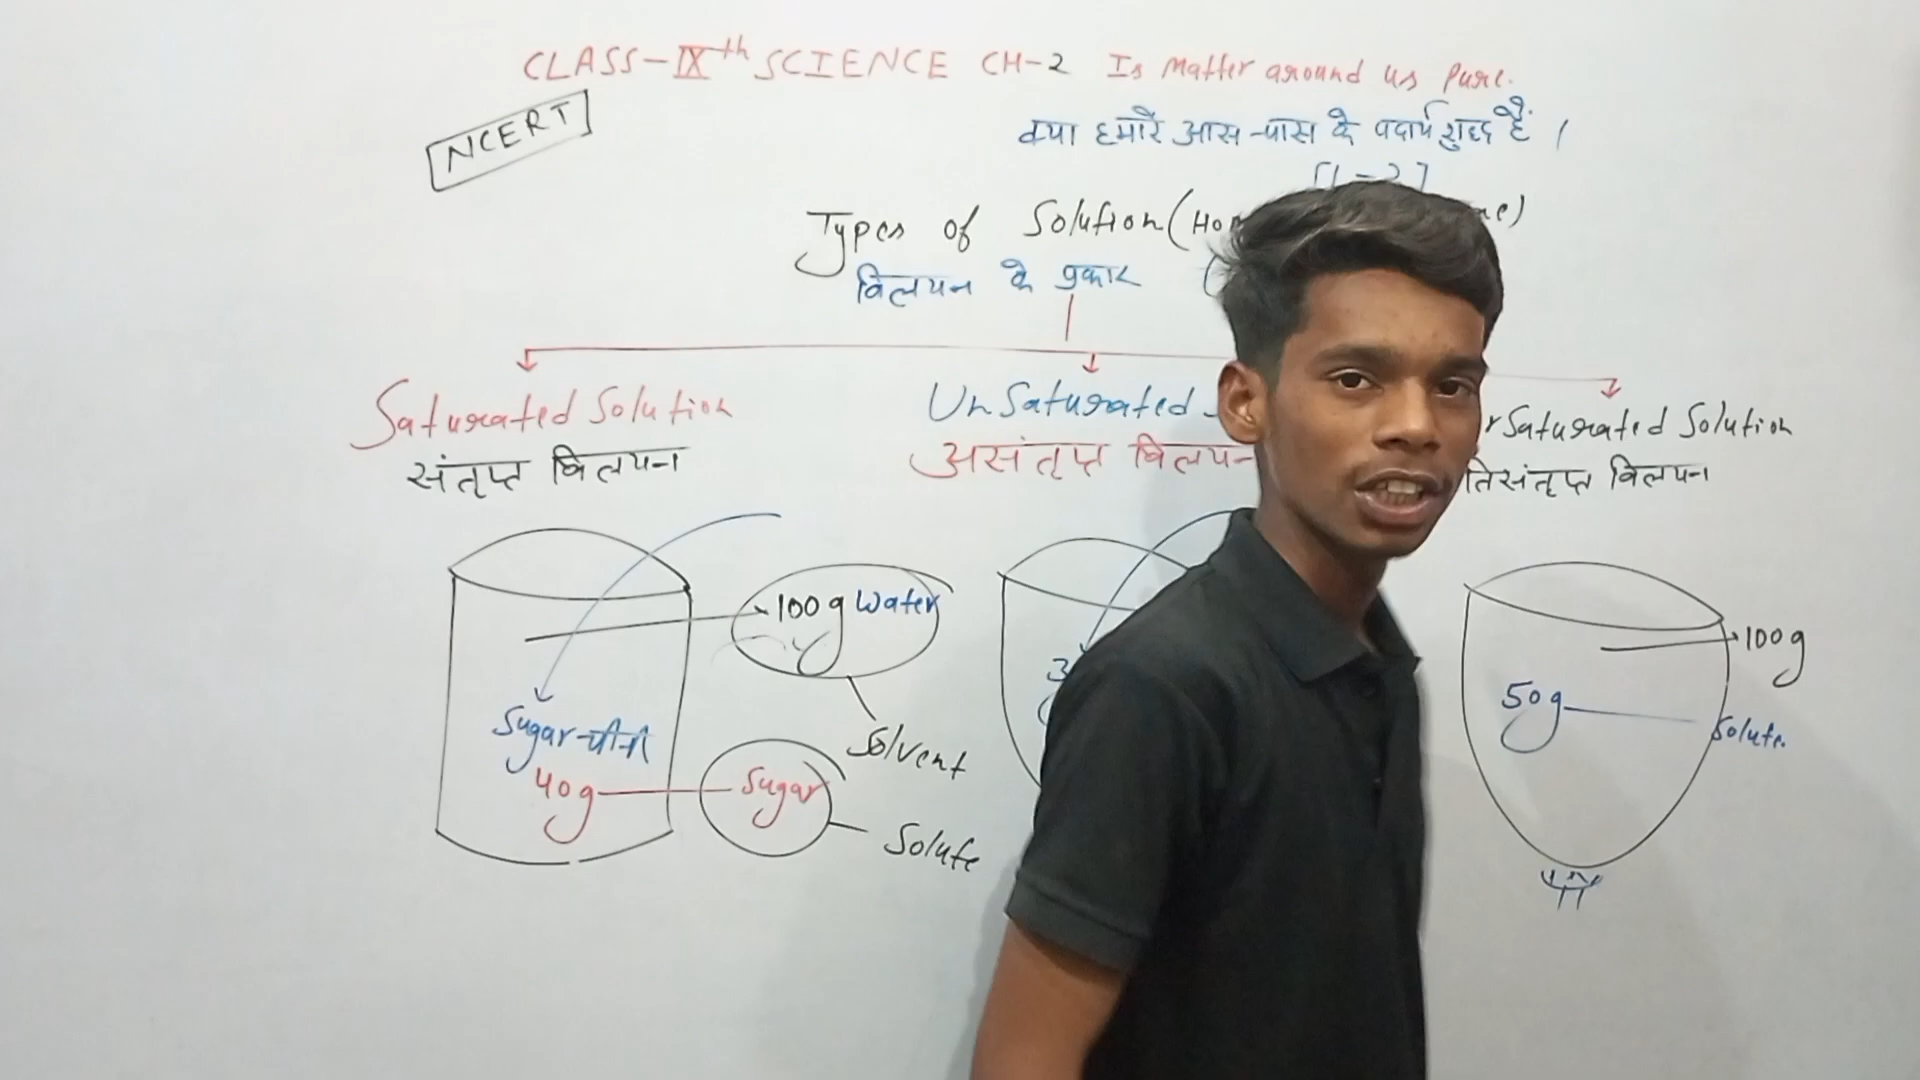 CLASS-IXth SCIENCE CH-2 Is Matter around us Pure.
NCERT
क्या हमारे आस-पास के पदार्थ शुद्ध हैं ।
Types of Solution (
विलयन के प्रकार (
Saturated Solution
संतृप्त विलयन
UnSaturated
असंतृप्त विलयन
rSaturated Solution
तिसंतृप्त विलयन
100g Water
Solvent
Sugar-चीनी
40g
Sugar
Solute
3
100g
50g
Solute.